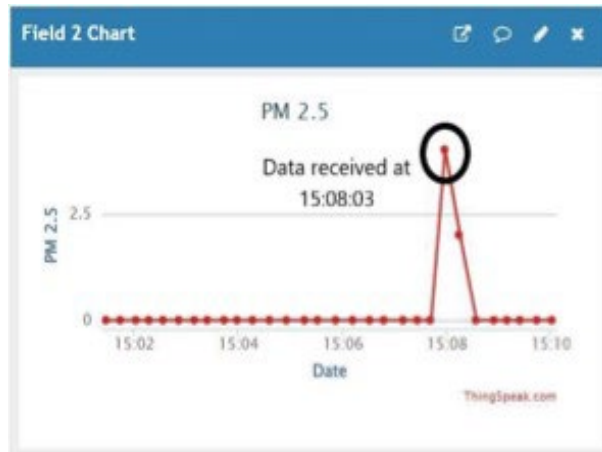 Field 2 Chart
PM 2.5
Data received at
15:08:03
PM 2.5
2.5
0
15:02
15:04
15:06
15:08
15:10
Date
ThingSpeak.com